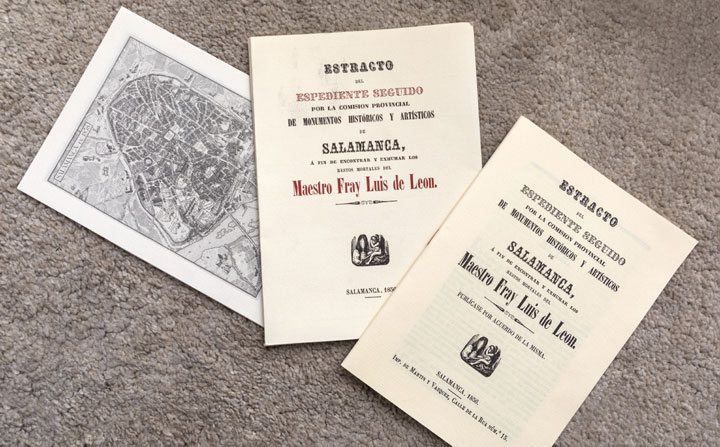 ESTRACTO
DEL
ESPEDIENTE SEGUIDO
POR LA COMISION PROVINCIAL
DE MONUMENTOS HISTÓRICOS Y ARTÍSTICOS
DE
SALAMANCA,
Á FIN DE ENCONTRAR Y EXHUMAR LOS
RESTOS MORTALES DEL
Maestro Fray Luis de Leon.
SALAMANCA, 1856.
ESTRACTO
DEL
ESPEDIENTE SEGUIDO
POR LA COMISION PROVINCIAL
DE MONUMENTOS HISTÓRICOS Y ARTÍSTICOS
DE
SALAMANCA,
Á FIN DE ENCONTRAR Y EXHUMAR LOS
RESTOS MORTALES DEL
Maestro Fray Luis de Leon.
PUBLÍCASE POR ACUERDO DE LA MISMA.
SALAMANCA, 1856.
IMP. DE MARTIN Y VAZQUEZ, CALLE DE LA RUA NÚM.º 13.